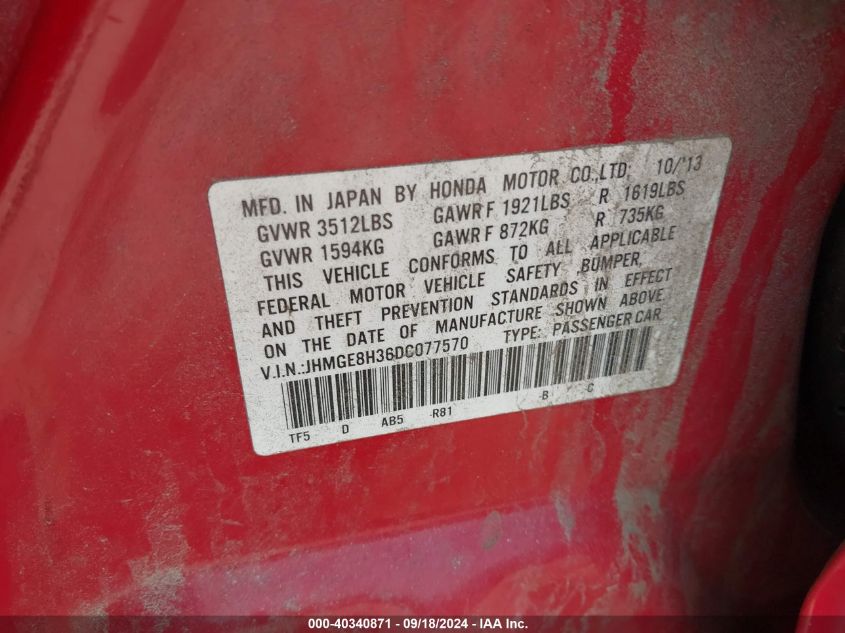 MFD. IN JAPAN BY HONDA MOTOR CO.,LTD. 10/'13
GVWR 3512LBS GAWR F 1921LBS R 1619LBS
GVWR 1594KG GAWR F 872KG R 735KG
THIS VEHICLE CONFORMS TO ALL APPLICABLE
FEDERAL MOTOR VEHICLE SAFETY ,BUMPER,
AND THEFT PREVENTION STANDARDS IN EFFECT
ON THE DATE OF MANUFACTURE SHOWN ABOVE.
V.I.N.:JHMGE8H36DC077570 TYPE: PASSENGER CAR
TF5 D AB5 -R81 -B -C
000-40340871 - 09/18/2024 - IAA Inc.